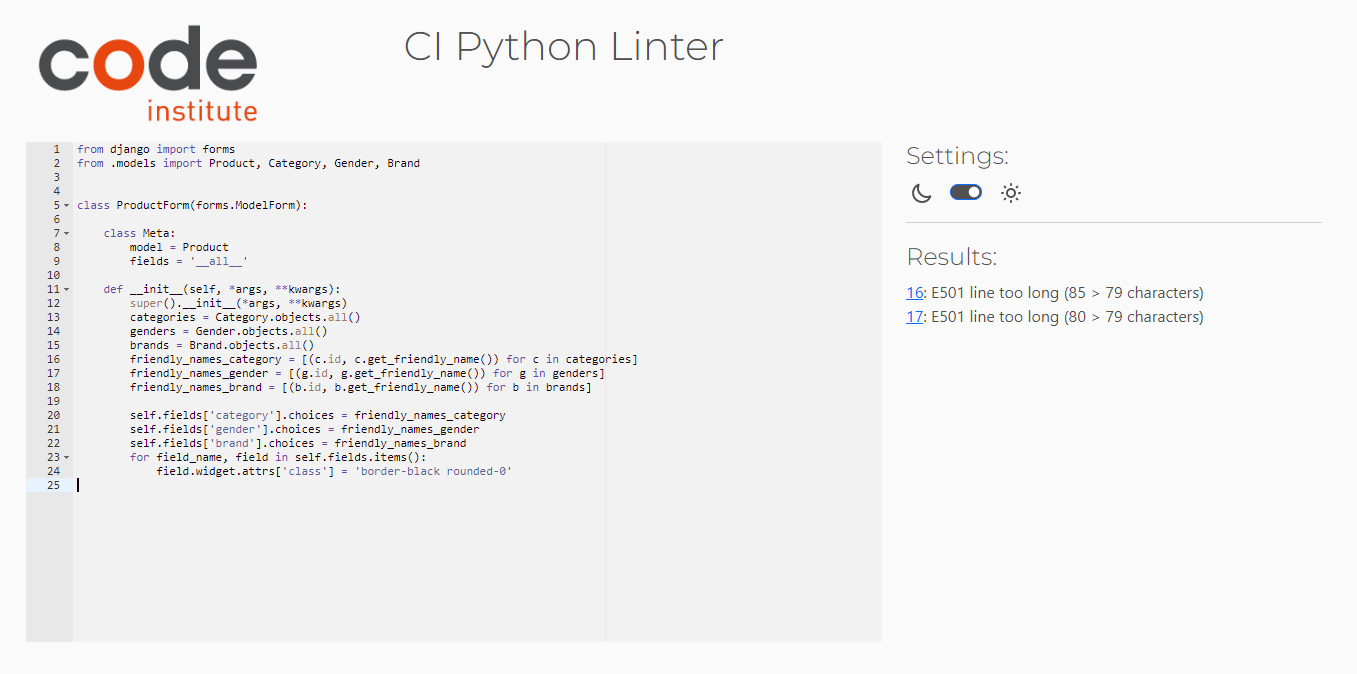 code
institute
CI Python Linter
1 from django import forms
2 from .models import Product, Category, Gender, Brand
3
4
5 class ProductForm(forms.ModelForm):
6
7     class Meta:
8         model = Product
9         fields = '__all__'
10
11     def __init__(self, *args, **kwargs):
12         super().__init__(*args, **kwargs)
13         categories = Category.objects.all()
14         genders = Gender.objects.all()
15         brands = Brand.objects.all()
16         friendly_names_category = [(c.id, c.get_friendly_name()) for c in categories]
17         friendly_names_gender = [(g.id, g.get_friendly_name()) for g in genders]
18         friendly_names_brand = [(b.id, b.get_friendly_name()) for b in brands]
19
20         self.fields['category'].choices = friendly_names_category
21         self.fields['gender'].choices = friendly_names_gender
22         self.fields['brand'].choices = friendly_names_brand
23         for field_name, field in self.fields.items():
24             field.widget.attrs['class'] = 'border-black rounded-0'
25
Settings:
Results:
16: E501 line too long (85 > 79 characters)
17: E501 line too long (80 > 79 characters)